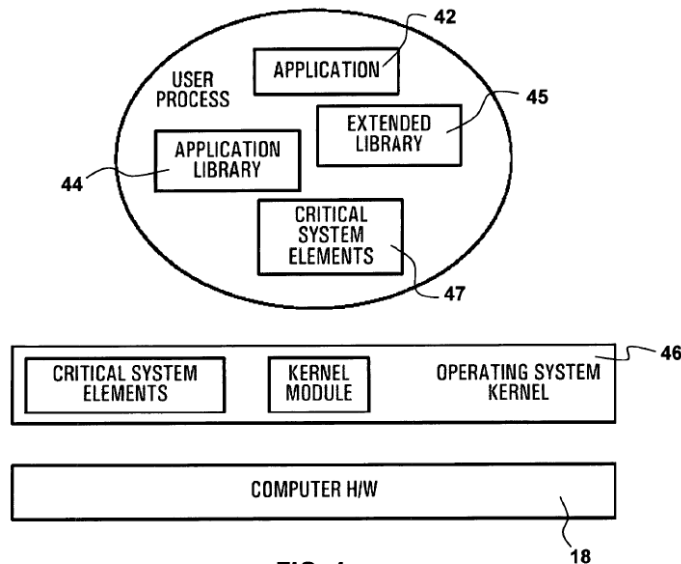 42
APPLICATION
USER
PROCESS
45
EXTENDED
LIBRARY
APPLICATION
LIBRARY
44
CRITICAL
SYSTEM
ELEMENTS
47
46
CRITICAL SYSTEM
ELEMENTS
KERNEL
MODULE
OPERATING SYSTEM
KERNEL
COMPUTER H/W
18